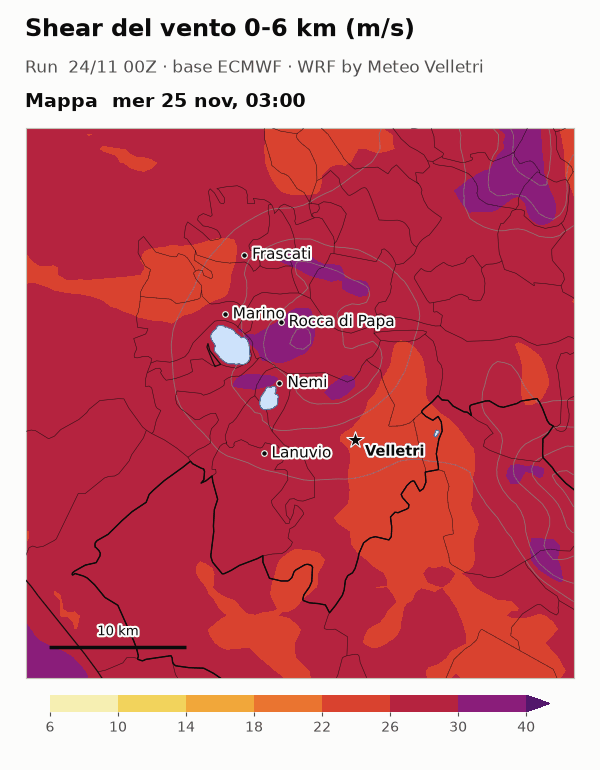 Shear del vento 0-6 km (m/s)
Run 24/11 00Z · base ECMWF · WRF by Meteo Velletri
Mappa mer 25 nov, 03:00
Frascati
Marino
Rocca di Papa
Nemi
Velletri
Lanuvio
10 km
6 10 14 18 22 26 30 40